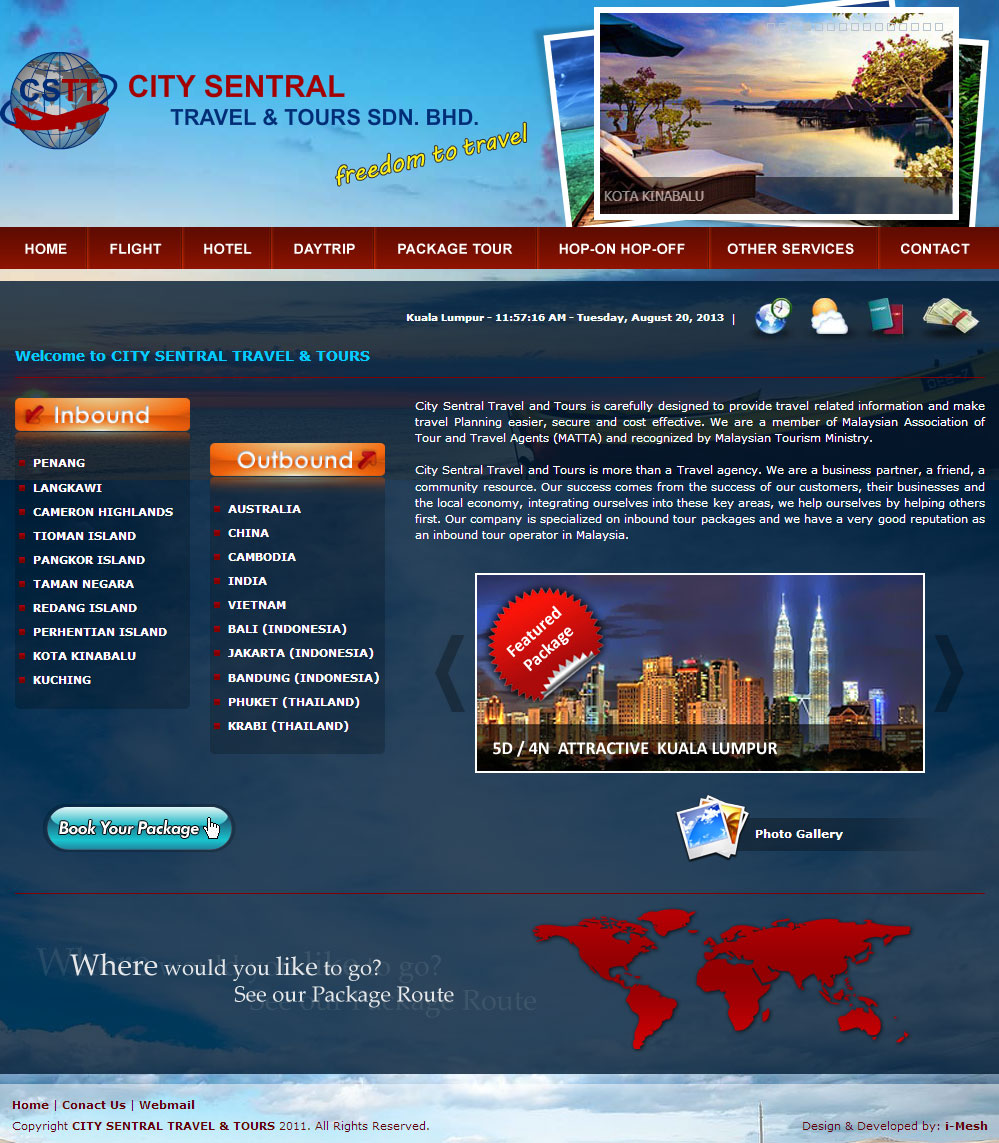 CSTT
CITY SENTRAL
TRAVEL & TOURS SDN. BHD.
freedom to travel
KOTA KINABALU
HOME
FLIGHT
HOTEL
DAYTRIP
PACKAGE TOUR
HOP-ON HOP-OFF
OTHER SERVICES
CONTACT
Kuala Lumpur - 11:57:16 AM - Tuesday, August 20, 2013 |
Welcome to CITY SENTRAL TRAVEL & TOURS
Inbound
PENANG
LANGKAWI
CAMERON HIGHLANDS
TIOMAN ISLAND
PANGKOR ISLAND
TAMAN NEGARA
REDANG ISLAND
PERHENTIAN ISLAND
KOTA KINABALU
KUCHING
Outbound
AUSTRALIA
CHINA
CAMBODIA
INDIA
VIETNAM
BALI (INDONESIA)
JAKARTA (INDONESIA)
BANDUNG (INDONESIA)
PHUKET (THAILAND)
KRABI (THAILAND)
City Sentral Travel and Tours is carefully designed to provide travel related information and make
travel Planning easier, secure and cost effective. We are a member of Malaysian Association of
Tour and Travel Agents (MATTA) and recognized by Malaysian Tourism Ministry.
City Sentral Travel and Tours is more than a Travel agency. We are a business partner, a friend, a
community resource. Our success comes from the success of our customers, their businesses and
the local economy, integrating ourselves into these key areas, we help ourselves by helping others
first. Our company is specialized on inbound tour packages and we have a very good reputation as
an inbound tour operator in Malaysia.
Featured
Package
5D / 4N ATTRACTIVE KUALA LUMPUR
Book Your Package
Photo Gallery
Where would you like to go?
See our Package Route
Home | Conact Us | Webmail
Copyright CITY SENTRAL TRAVEL & TOURS 2011. All Rights Reserved.
Design & Developed by: i-Mesh